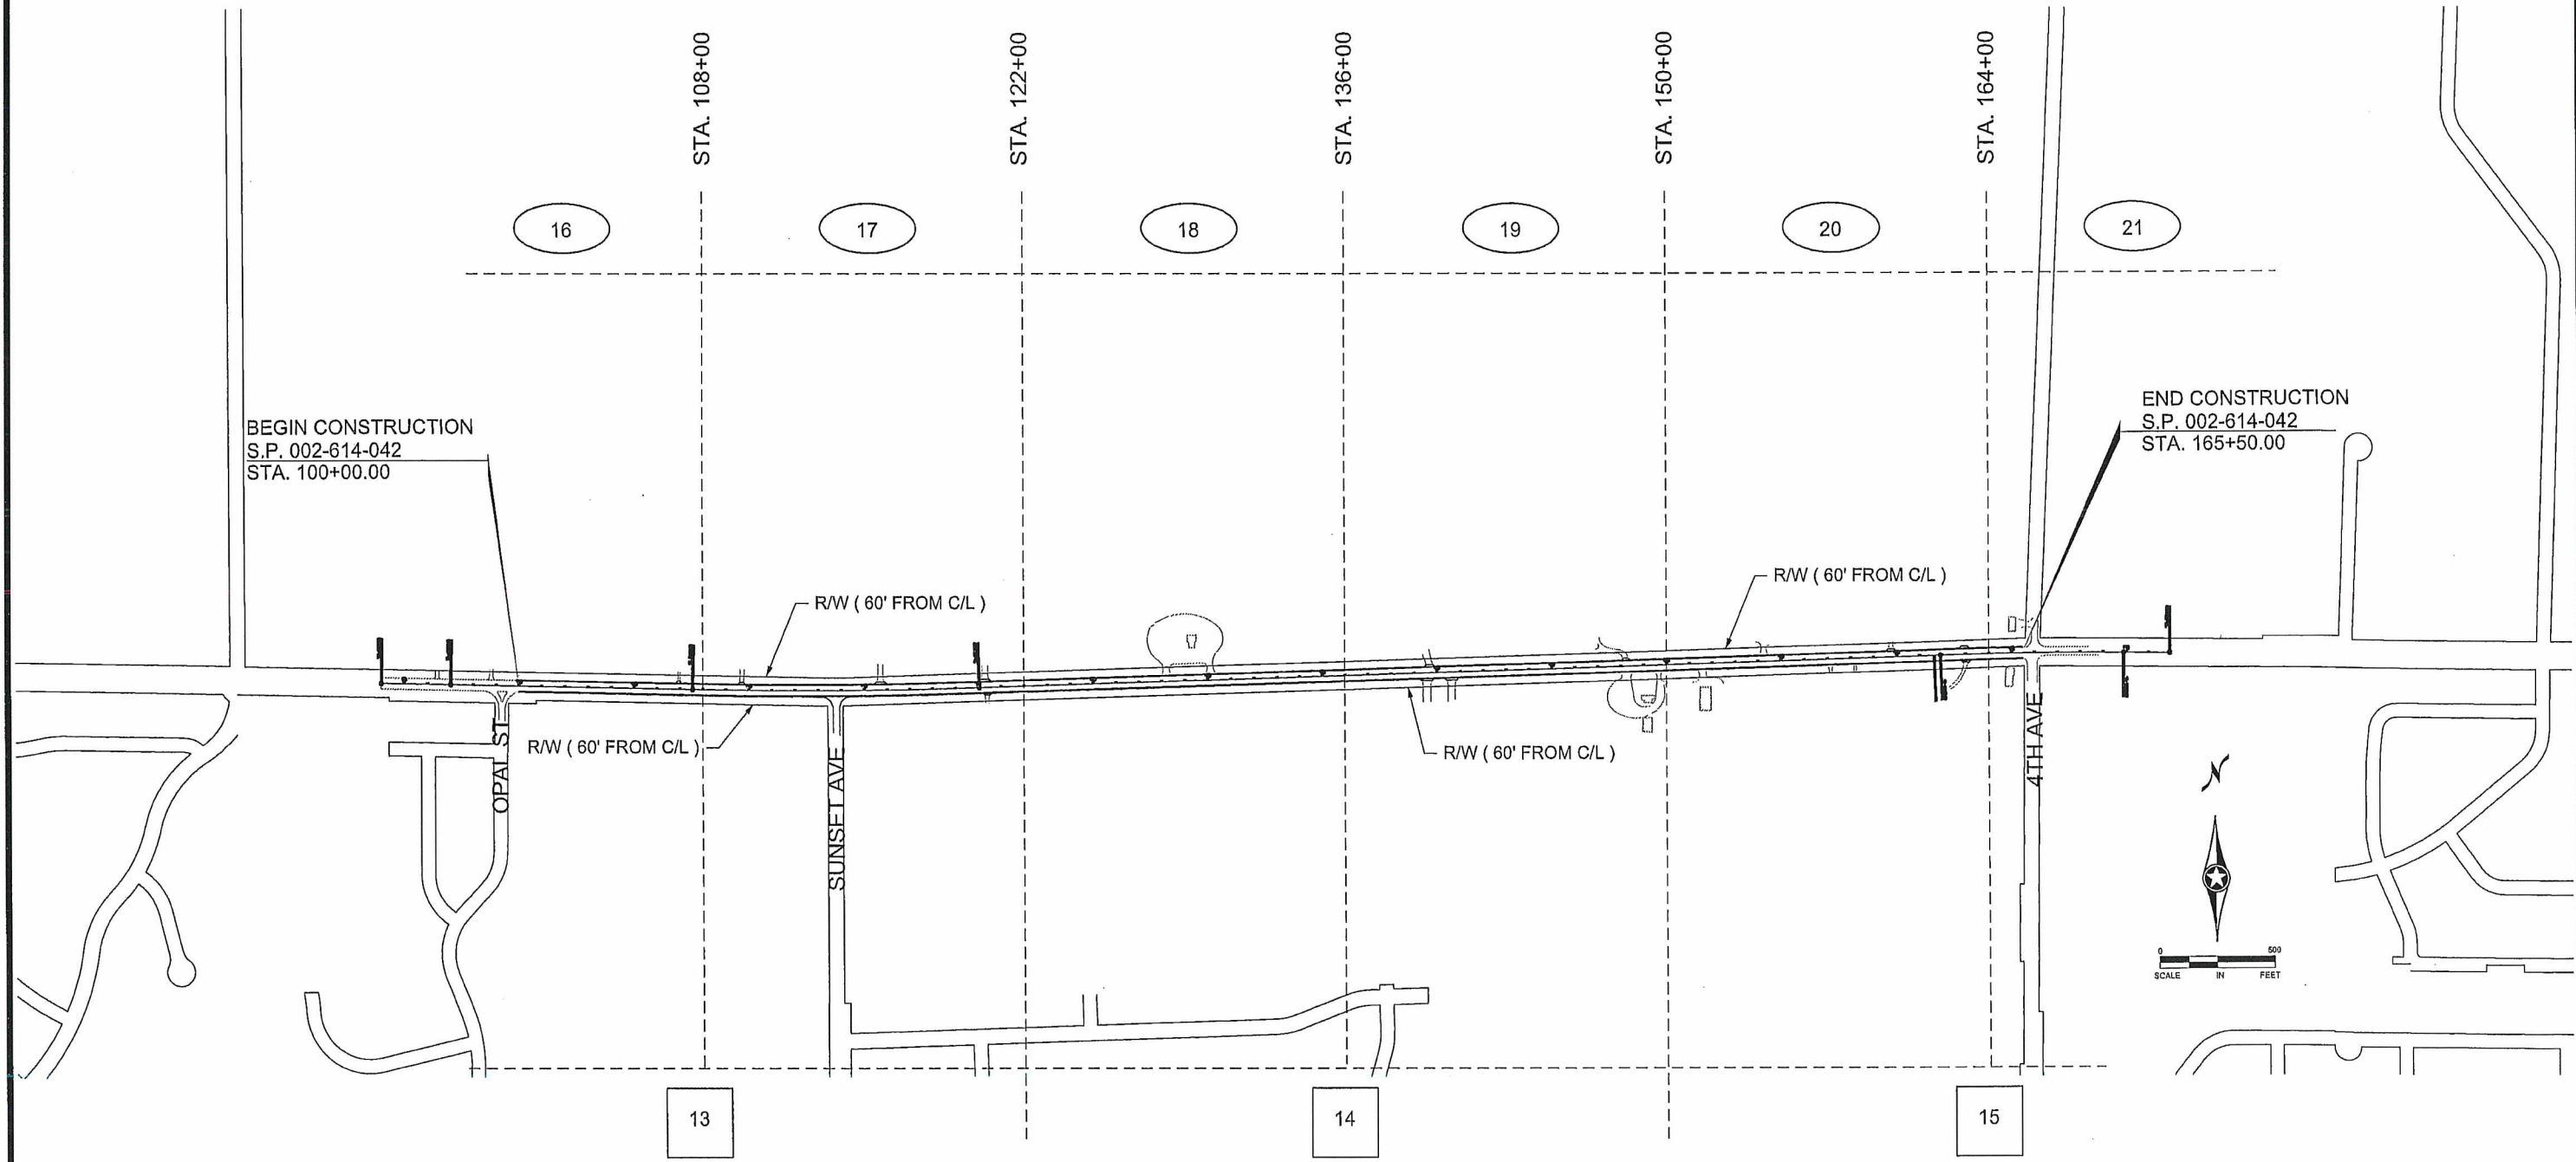 STA. 108+00
STA. 122+00
STA. 136+00
STA. 150+00
STA. 164+00
16
17
18
19
20
21
BEGIN CONSTRUCTION
S.P. 002-614-042
STA. 100+00.00
END CONSTRUCTION
S.P. 002-614-042
STA. 165+50.00
R/W ( 60' FROM C/L )
R/W ( 60' FROM C/L )
R/W ( 60' FROM C/L )
R/W ( 60' FROM C/L )
OPAL ST
SUNSET AVE
4TH AVE
N
0 500
SCALE IN FEET
13
14
15